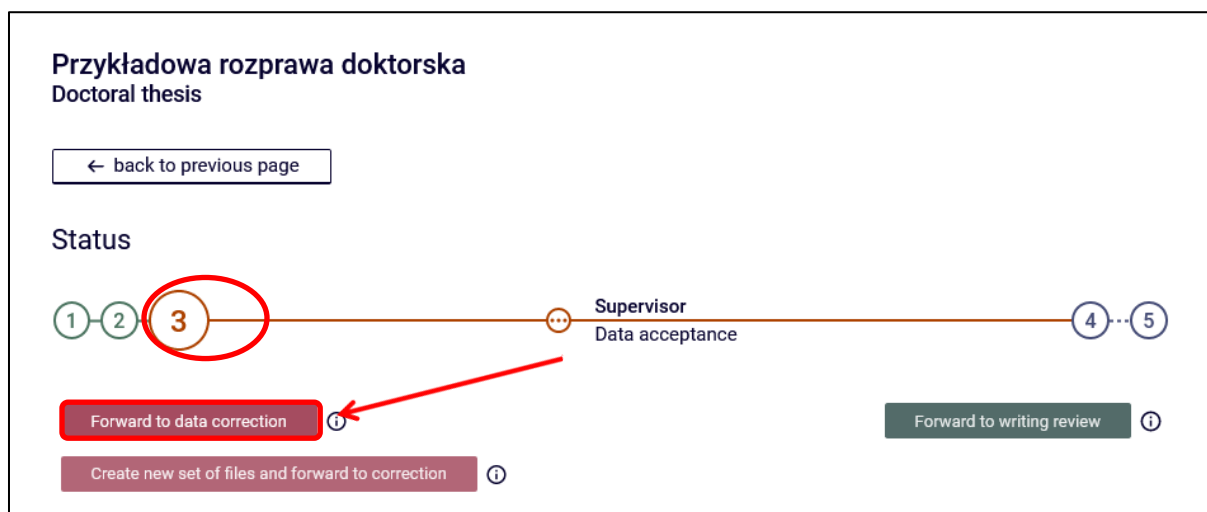 Przykładowa rozprawa doktorska
Doctoral thesis
← back to previous page
Status
1 2 3 Supervisor 4 5
Data acceptance
Forward to data correction Forward to writing review
Create new set of files and forward to correction